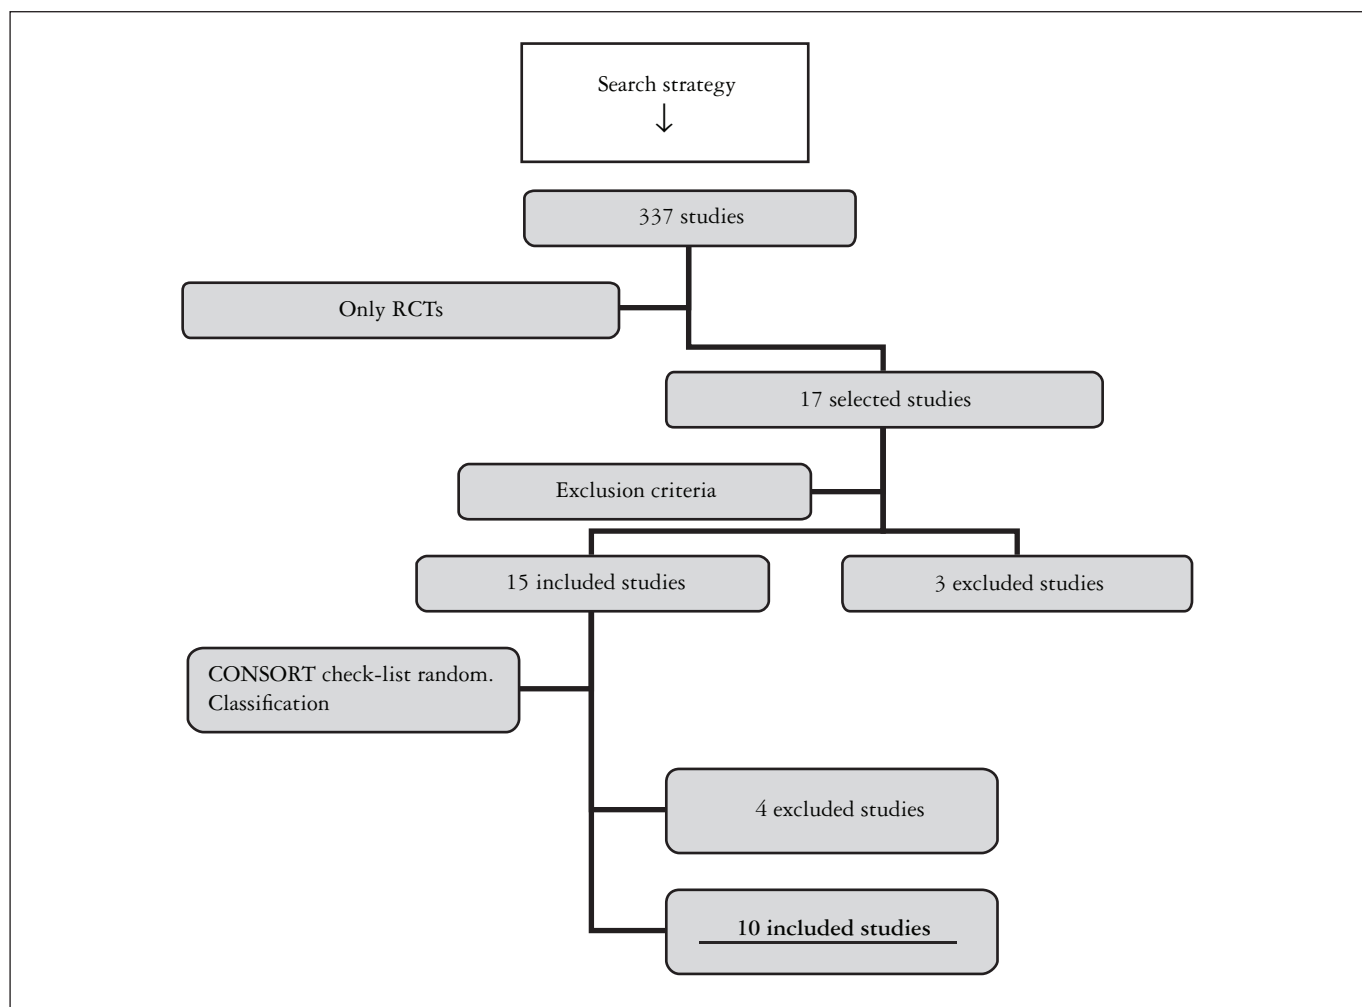 Search strategy
↓
337 studies
Only RCTs
17 selected studies
Exclusion criteria
15 included studies
3 excluded studies
CONSORT check-list random.
Classification
4 excluded studies
10 included studies